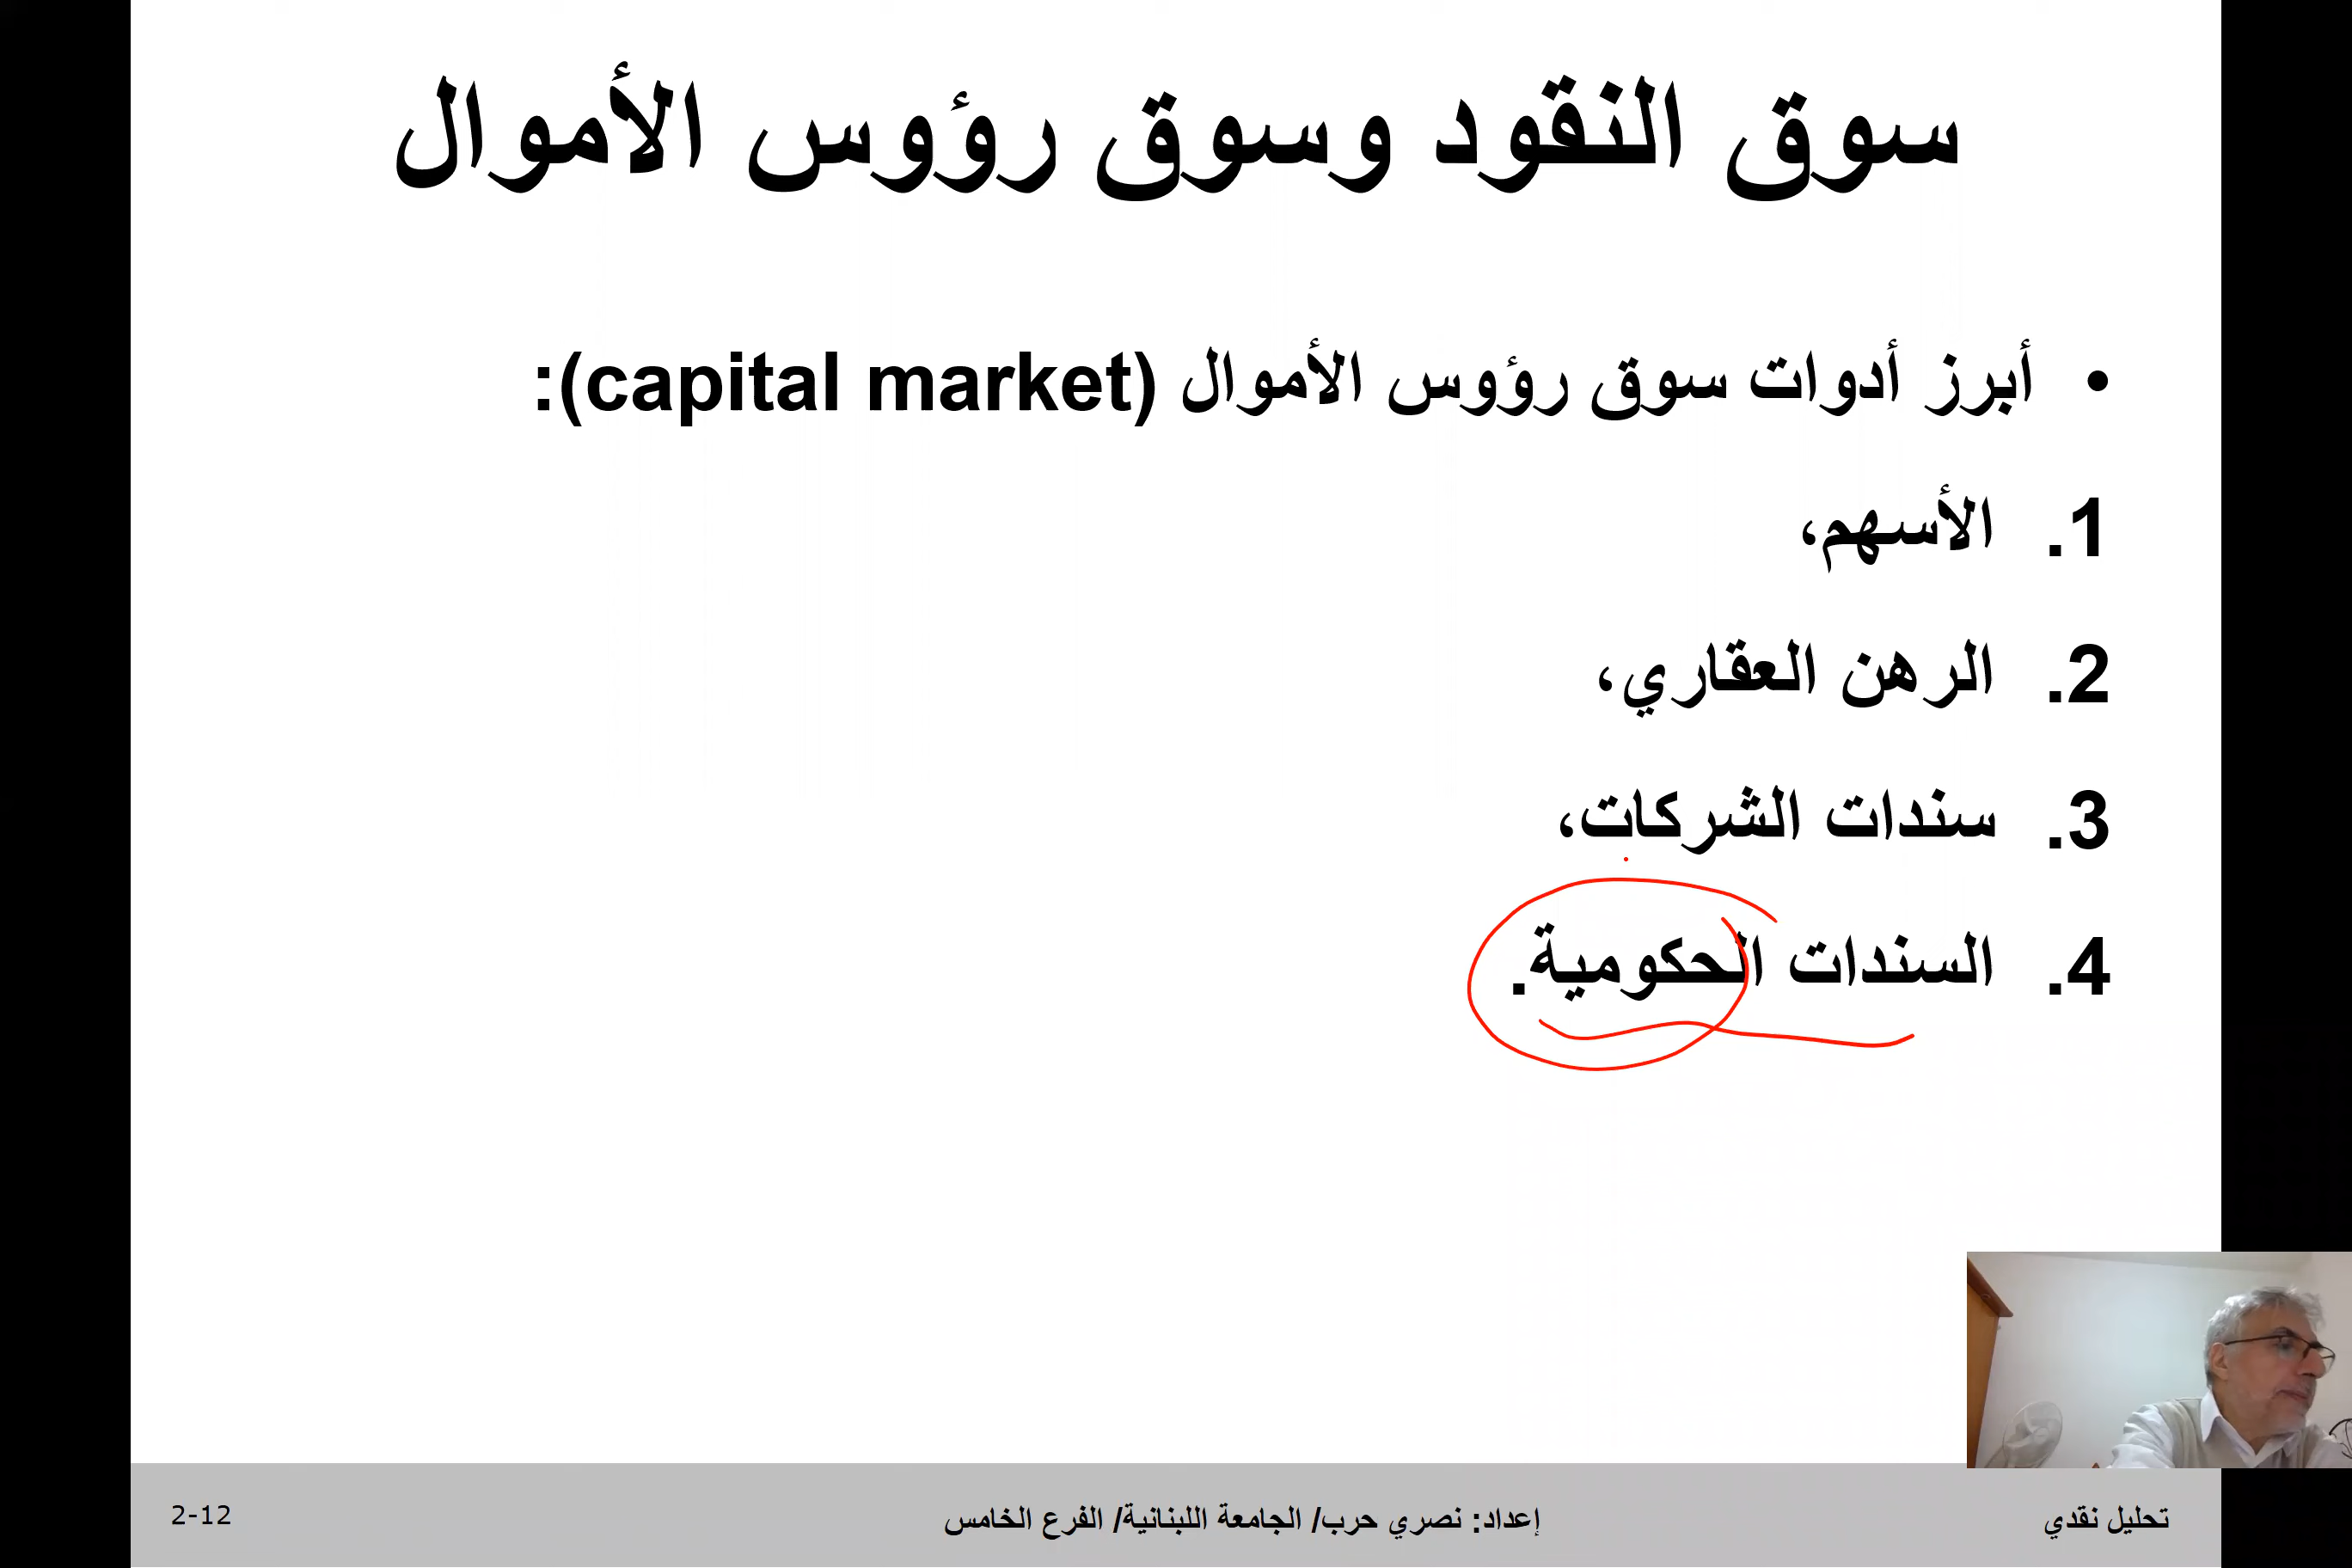 سوق النقود وسوق رؤوس الأموال
• أبرز أدوات سوق رؤوس الأموال (capital market):
1. الأسهم،
2. الرهن العقاري،
3. سندات الشركات،
4. السندات الحكومية.
تحليل نقدي
إعداد: نصري حرب/ الجامعة اللبنانية/ الفرع الخامس
2-12